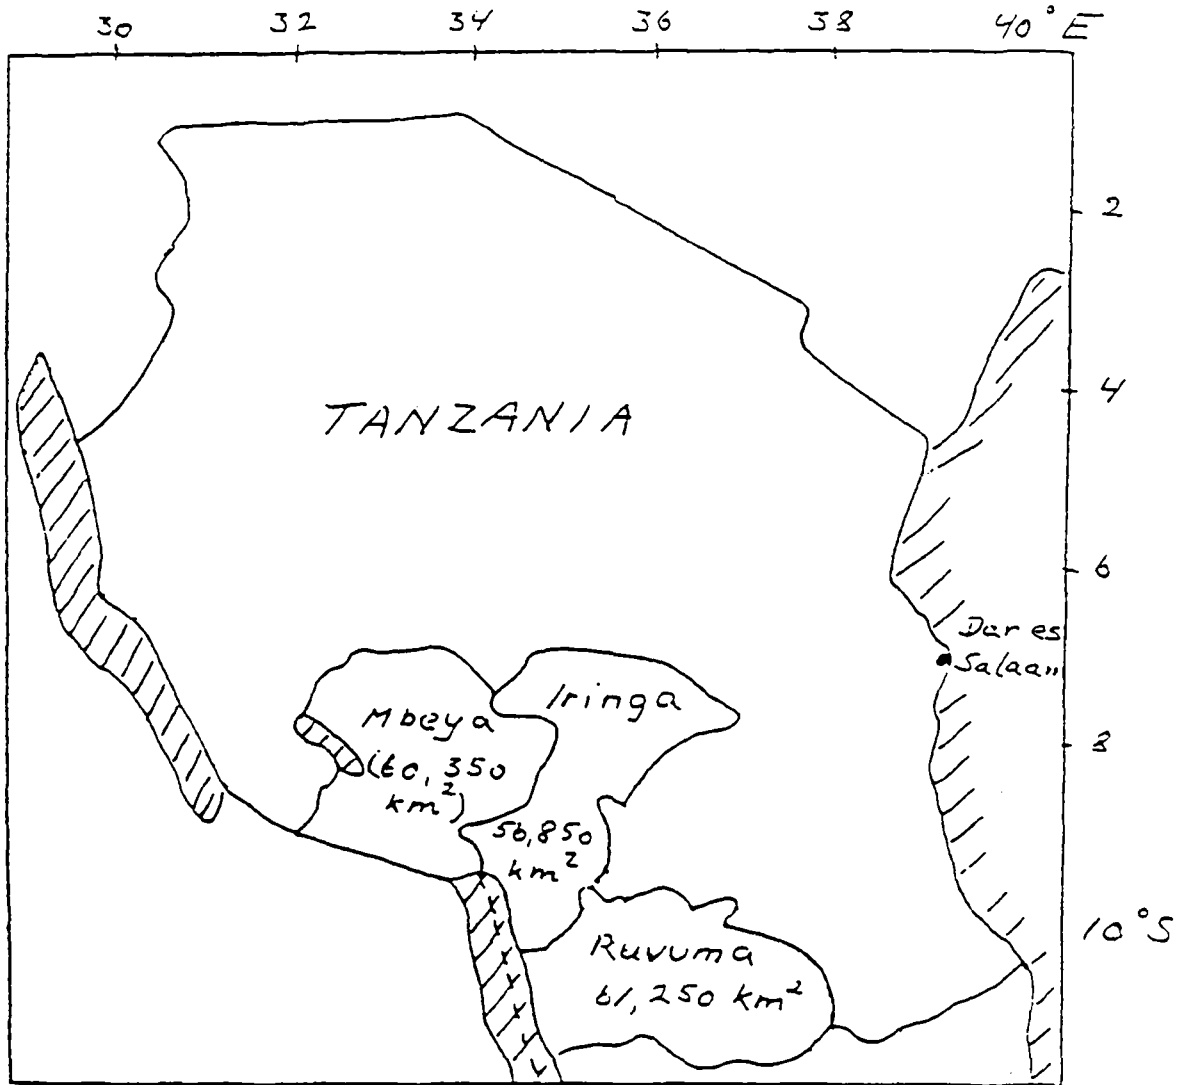 30 32 34 36 38 40° E
2
4
TANZANIA
6
Dar es
Salaam
Iringa
Mbeya
8
(60, 350
km²)
56,850
km²
10° S
Ruvuma
61,250 km²